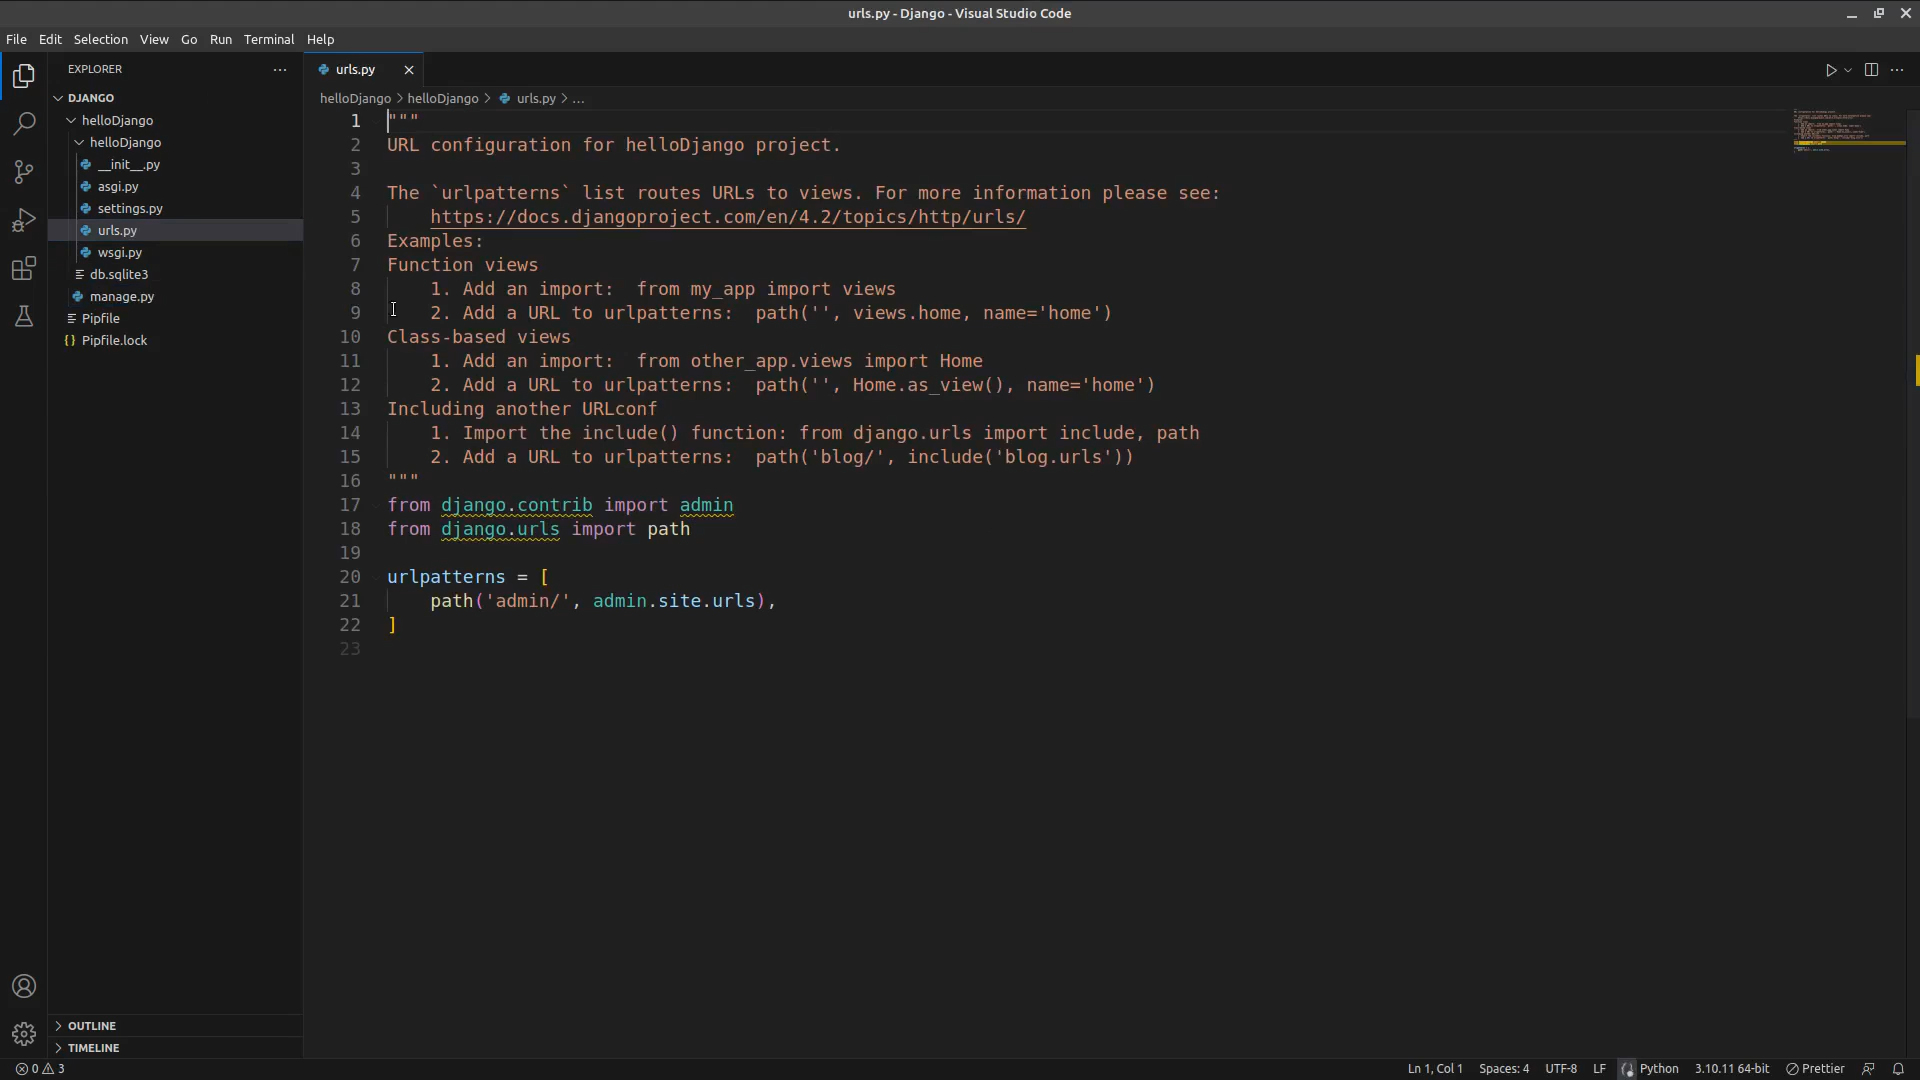 urls.py - Django - Visual Studio Code
File Edit Selection View Go Run Terminal Help
EXPLORER
DJANGO
helloDjango
helloDjango
__init__.py
asgi.py
settings.py
urls.py
wsgi.py
db.sqlite3
manage.py
Pipfile
{} Pipfile.lock
OUTLINE
TIMELINE
urls.py
helloDjango > helloDjango > urls.py > ...
1 """
2 URL configuration for helloDjango project.
3
4 The `urlpatterns` list routes URLs to views. For more information please see:
5     https://docs.djangoproject.com/en/4.2/topics/http/urls/
6 Examples:
7 Function views
8     1. Add an import:  from my_app import views
9     2. Add a URL to urlpatterns:  path('', views.home, name='home')
10 Class-based views
11     1. Add an import:  from other_app.views import Home
12     2. Add a URL to urlpatterns:  path('', Home.as_view(), name='home')
13 Including another URLconf
14     1. Import the include() function: from django.urls import include, path
15     2. Add a URL to urlpatterns:  path('blog/', include('blog.urls'))
16 """
17 from django.contrib import admin
18 from django.urls import path
19
20 urlpatterns = [
21     path('admin/', admin.site.urls),
22 ]
23
0 3 Ln 1, Col 1 Spaces: 4 UTF-8 LF Python 3.10.11 64-bit Prettier